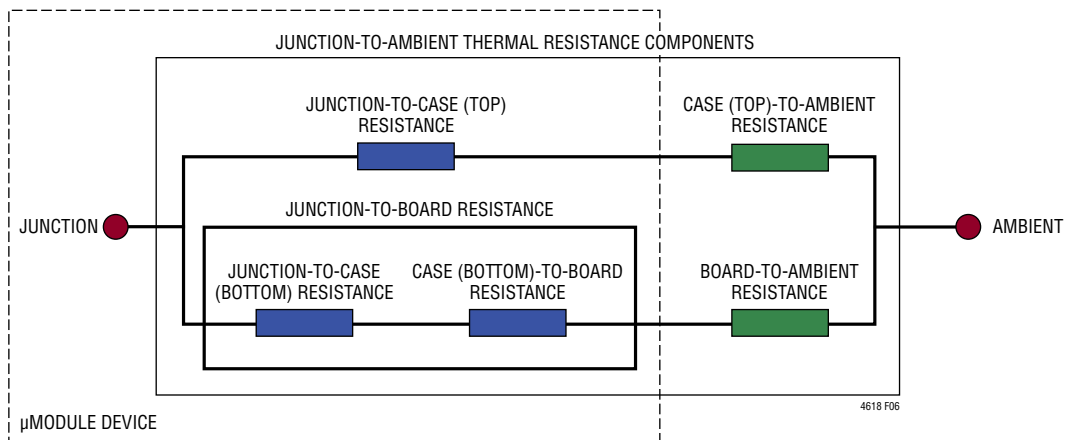 JUNCTION-TO-AMBIENT THERMAL RESISTANCE COMPONENTS
JUNCTION-TO-CASE (TOP)
RESISTANCE
CASE (TOP)-TO-AMBIENT
RESISTANCE
JUNCTION
JUNCTION-TO-BOARD RESISTANCE
AMBIENT
JUNCTION-TO-CASE
(BOTTOM) RESISTANCE
CASE (BOTTOM)-TO-BOARD
RESISTANCE
BOARD-TO-AMBIENT
RESISTANCE
4618 F06
µMODULE DEVICE